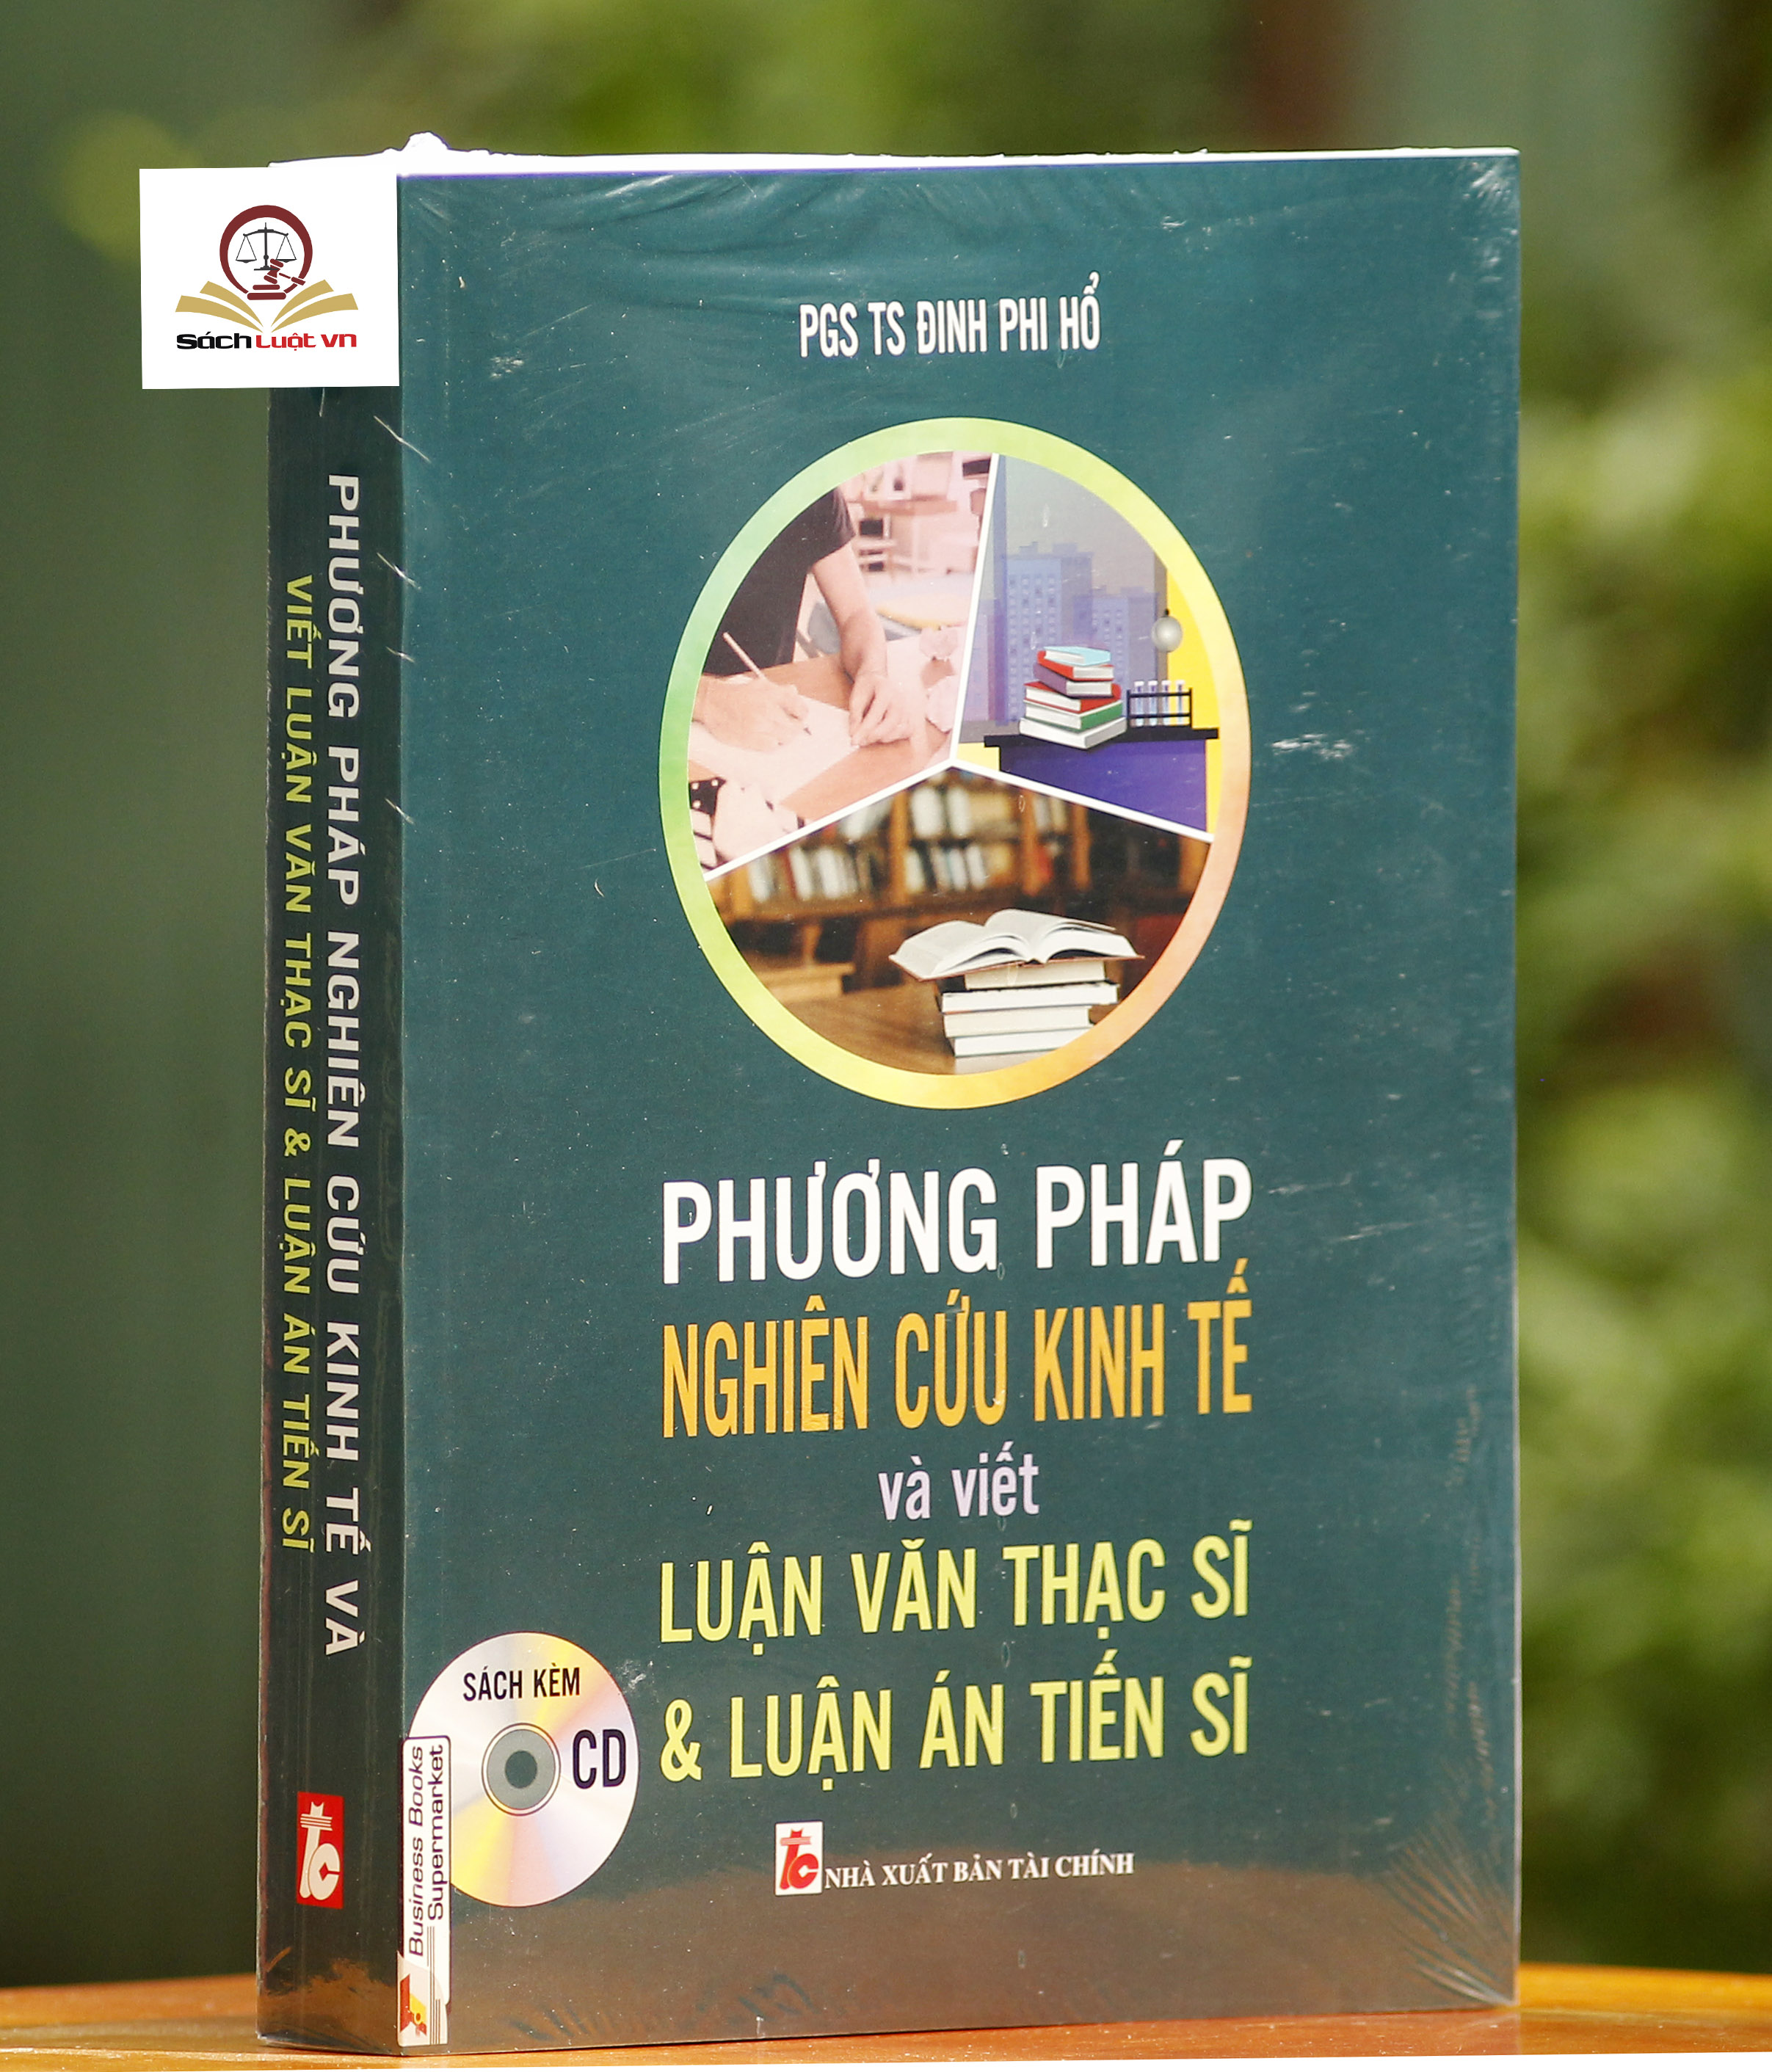 Sách Luật vn
PGS TS ĐINH PHI HỔ
PHƯƠNG PHÁP
NGHIÊN CỨU KINH TẾ
và viết
LUẬN VĂN THẠC SĨ
& LUẬN ÁN TIẾN SĨ
SÁCH KÈM
CD
NHÀ XUẤT BẢN TÀI CHÍNH
Business Books
Supermarket
PHƯƠNG PHÁP NGHIÊN CỨU KINH TẾ VÀ
VIẾT LUẬN VĂN THẠC SĨ & LUẬN ÁN TIẾN SĨ